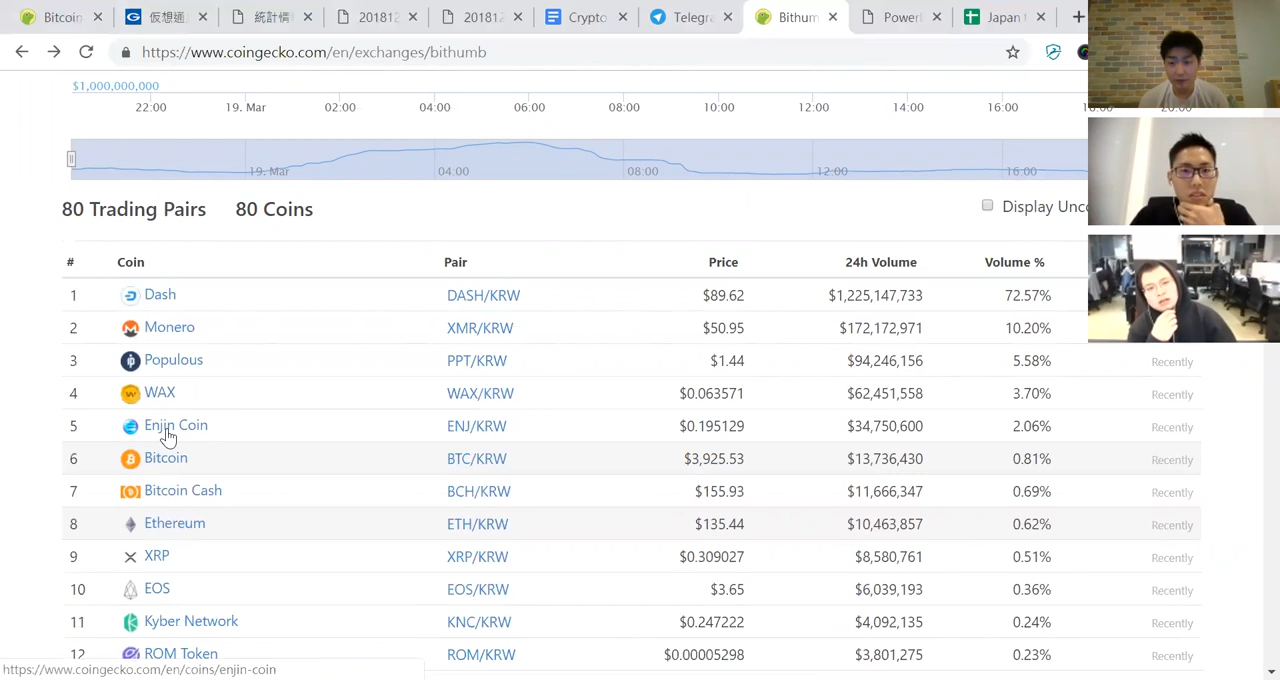 Bitcoin
仮想通
統計情
201812
201812
Crypto
Telegr
Bithum
Power
Japan
https://www.coingecko.com/en/exchanges/bithumb
$1,000,000,000
22:00 19. Mar 02:00 04:00 06:00 08:00 10:00 12:00 14:00 16:00 18:00 20:00
19. Mar 04:00 08:00 12:00 16:00
80 Trading Pairs 80 Coins Display Unco
# Coin Pair Price 24h Volume Volume %
1 Dash DASH/KRW $89.62 $1,225,147,733 72.57%
2 Monero XMR/KRW $50.95 $172,172,971 10.20%
3 Populous PPT/KRW $1.44 $94,246,156 5.58% Recently
4 WAX WAX/KRW $0.063571 $62,451,558 3.70% Recently
5 Enjin Coin ENJ/KRW $0.195129 $34,750,600 2.06% Recently
6 Bitcoin BTC/KRW $3,925.53 $13,736,430 0.81% Recently
7 Bitcoin Cash BCH/KRW $155.93 $11,666,347 0.69% Recently
8 Ethereum ETH/KRW $135.44 $10,463,857 0.62% Recently
9 XRP XRP/KRW $0.309027 $8,580,761 0.51% Recently
10 EOS EOS/KRW $3.65 $6,039,193 0.36% Recently
11 Kyber Network KNC/KRW $0.247222 $4,092,135 0.24% Recently
12 ROM Token ROM/KRW $0.00005298 $3,801,275 0.23% Recently
https://www.coingecko.com/en/coins/enjin-coin